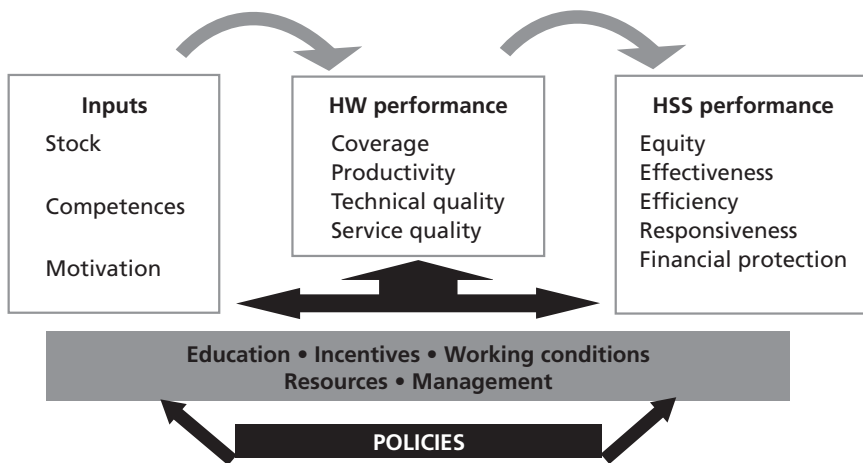 Inputs
Stock
Competences
Motivation
HW performance
Coverage
Productivity
Technical quality
Service quality
HSS performance
Equity
Effectiveness
Efficiency
Responsiveness
Financial protection
Education • Incentives • Working conditions
Resources • Management
POLICIES